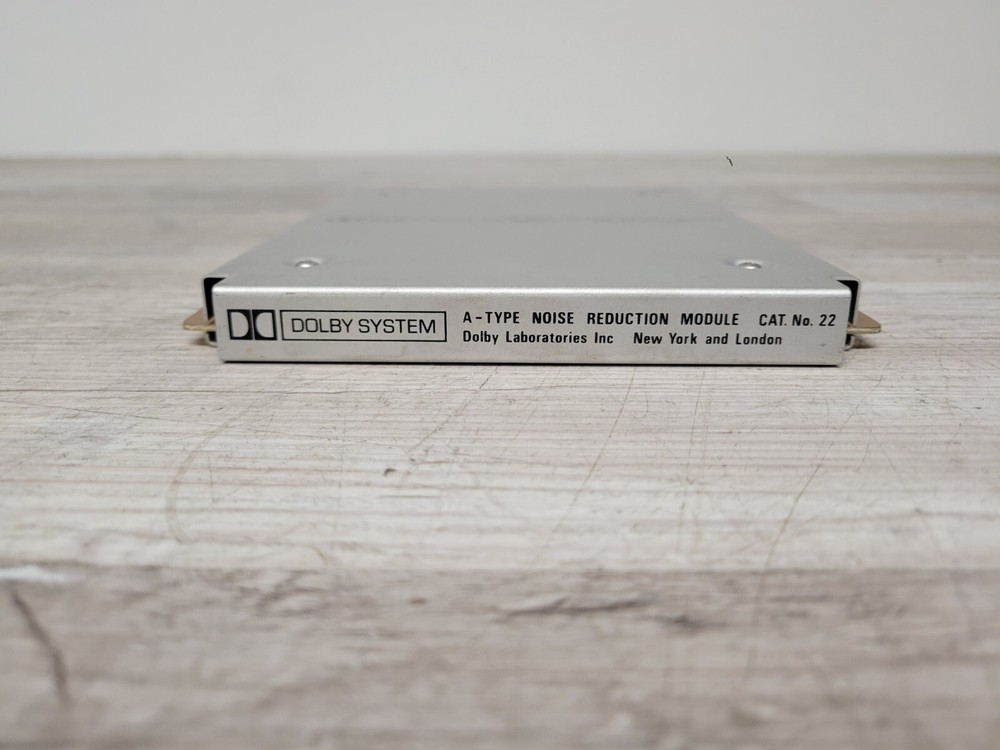 DOLBY SYSTEM
A-TYPE NOISE REDUCTION MODULE CAT. No. 22
Dolby Laboratories Inc New York and London